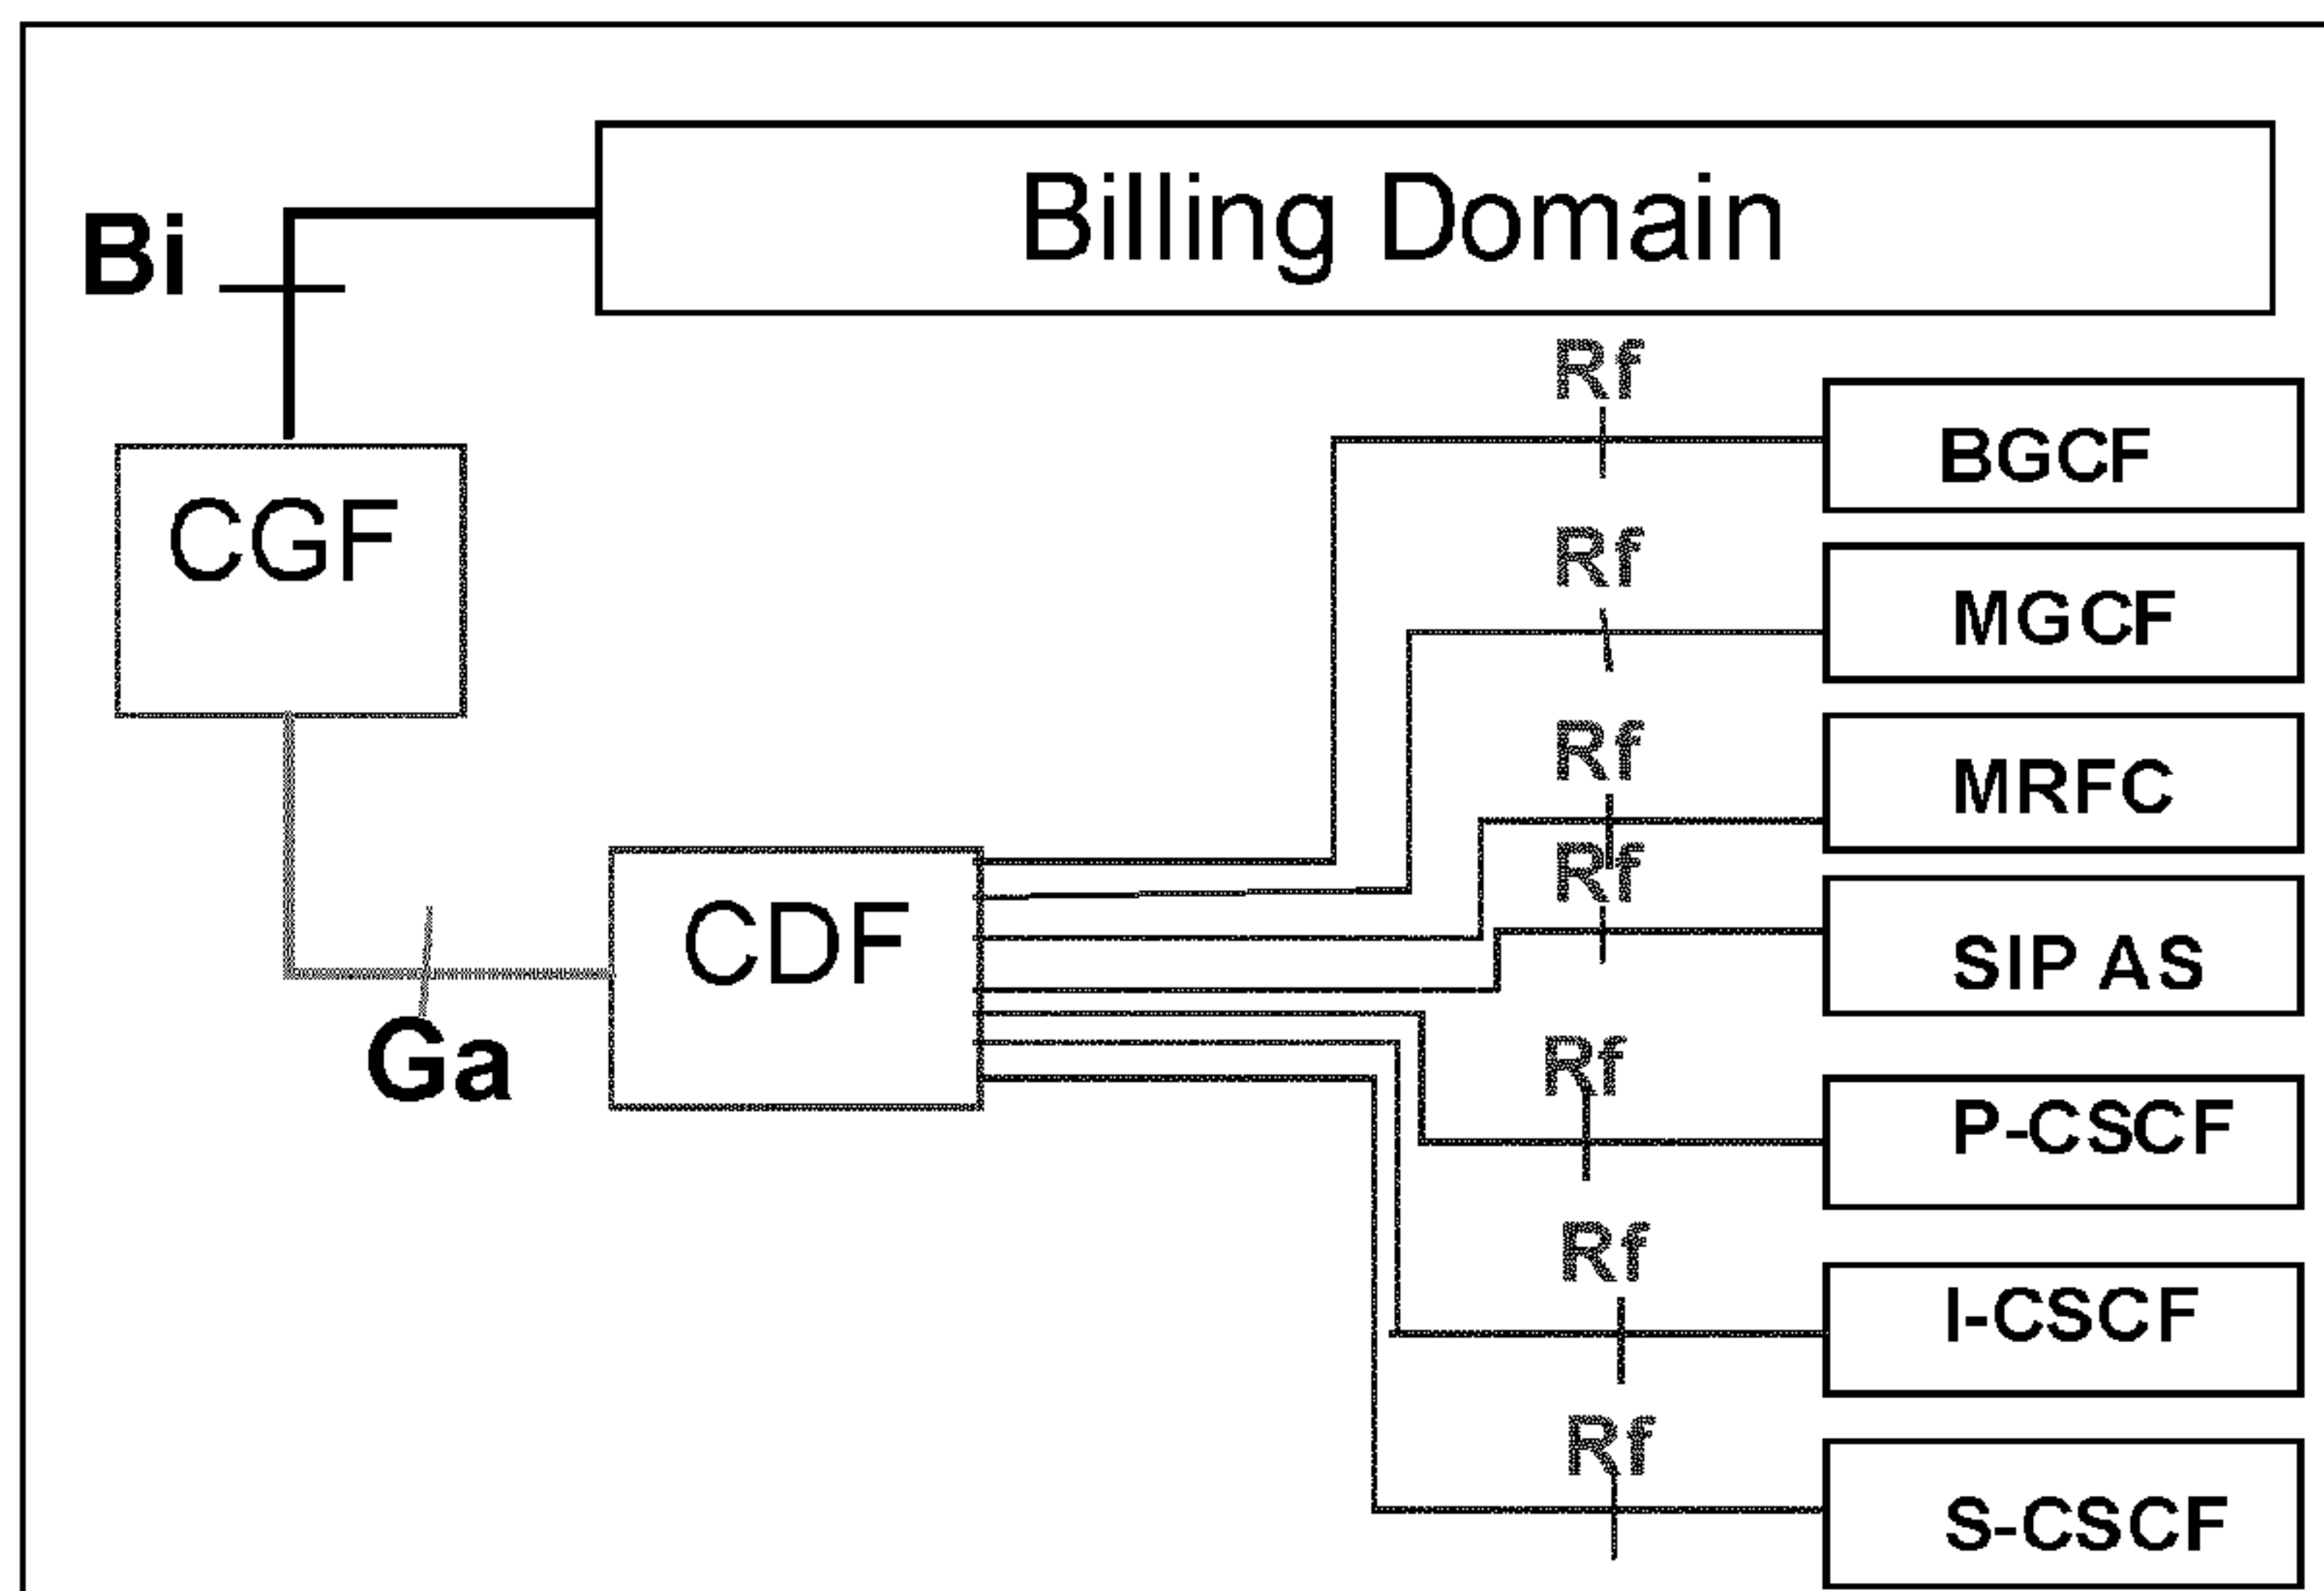 Billing Domain
Bi
Rf
BGCF
CGF
Rf
MGCF
Rf
MRFC
Rf
SIP AS
CDF
Ga
Rf
P-CSCF
Rf
I-CSCF
Rf
S-CSCF